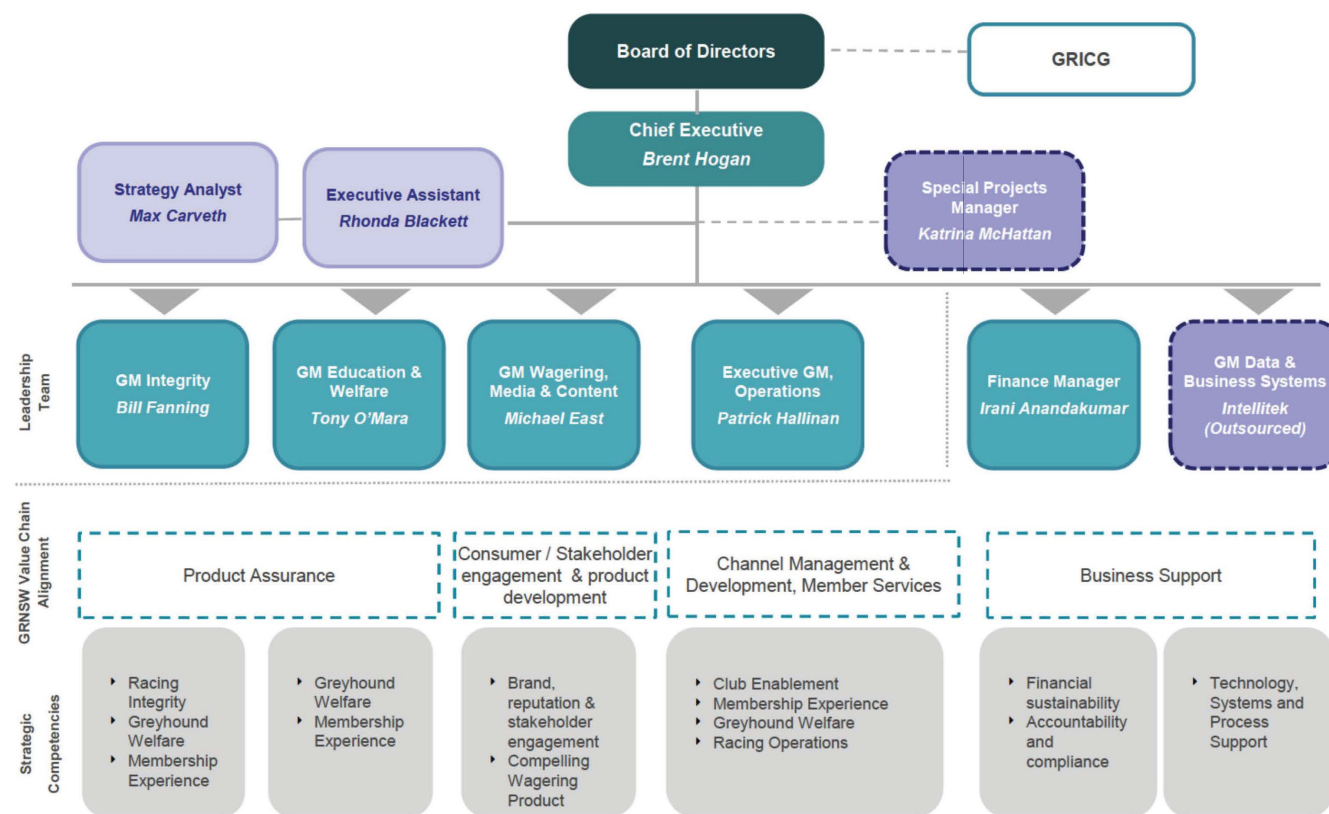 Board of Directors
GRICG
Chief Executive
Brent Hogan
Strategy Analyst
Max Carveth
Executive Assistant
Rhonda Blackett
Special Projects
Manager
Katrina McHattan
Leadership
Team
GM Integrity
Bill Fanning
GM Education &
Welfare
Tony O'Mara
GM Wagering,
Media & Content
Michael East
Executive GM,
Operations
Patrick Hallinan
Finance Manager
Irani Anandakumar
GM Data &
Business Systems
Intellitek
(Outsourced)
GRNSW Value Chain
Alignment
Product Assurance
Consumer / Stakeholder
engagement & product
development
Channel Management &
Development, Member Services
Business Support
Strategic
Competencies
Racing
Integrity
Greyhound
Welfare
Membership
Experience
Greyhound
Welfare
Membership
Experience
Brand,
reputation &
stakeholder
engagement
Compelling
Wagering
Product
Club Enablement
Membership Experience
Greyhound Welfare
Racing Operations
Financial
sustainability
Accountability
and
compliance
Technology,
Systems and
Process
Support